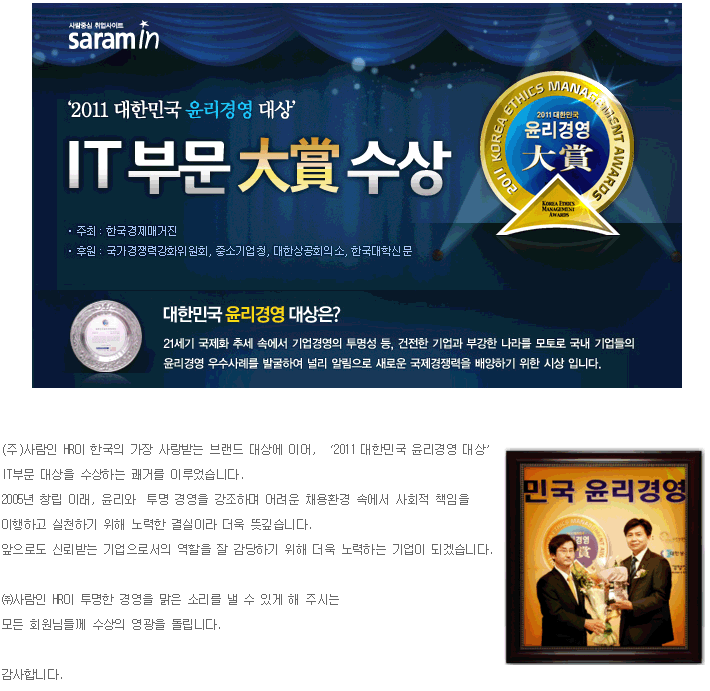 사람중심 취업사이트
saramin
‘2011 대한민국 윤리경영 대상’
IT 부문 大賞 수상
· 주최 : 한국경제매거진
· 후원 : 국가경쟁력강화위원회, 중소기업청, 대한상공회의소, 한국대학신문
2011 KOREA ETHICS MANAGEMENT AWARDS
2011 대한민국
윤리경영
大賞
KOREA ETHICS
MANAGEMENT
AWARDS
대한민국 윤리경영 대상은?
21세기 국제화 추세 속에서 기업경영의 투명성 등, 건전한 기업과 부강한 나라를 모토로 국내 기업들의
윤리경영 우수사례를 발굴하여 널리 알림으로 새로운 국제경쟁력을 배양하기 위한 시상 입니다.
(주)사람인 HR이 한국의 가장 사랑받는 브랜드 대상에 이어, ‘2011 대한민국 윤리경영 대상’
IT부문 대상을 수상하는 쾌거를 이루었습니다.
2005년 창립 이래, 윤리와 투명 경영을 강조하며 어려운 채용환경 속에서 사회적 책임을
이행하고 실천하기 위해 노력한 결실이라 더욱 뜻깊습니다.
앞으로도 신뢰받는 기업으로서의 역할을 잘 감당하기 위해 더욱 노력하는 기업이 되겠습니다.
㈜사람인 HR이 투명한 경영을 맑은 소리를 낼 수 있게 해 주시는
모든 회원님들께 수상의 영광을 돌립니다.
감사합니다.
민국 윤리경영
경영
賞